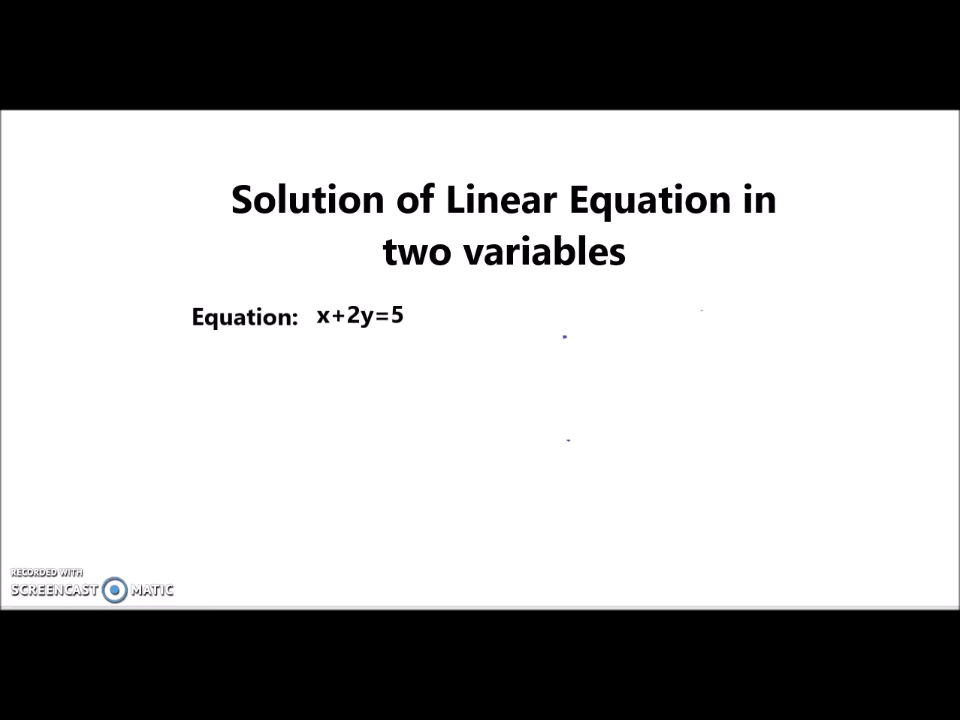 Solution of Linear Equation in
two variables
Equation: x+2y=5
RECORDED WITH
SCREENCAST MATIC